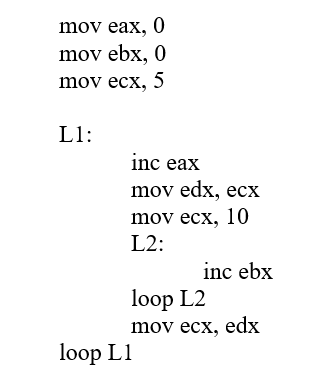 mov eax, 0
mov ebx, 0
mov ecx, 5
L1:
inc eax
mov edx, ecx
mov ecx, 10
L2:
inc ebx
loop L2
mov ecx, edx
loop L1